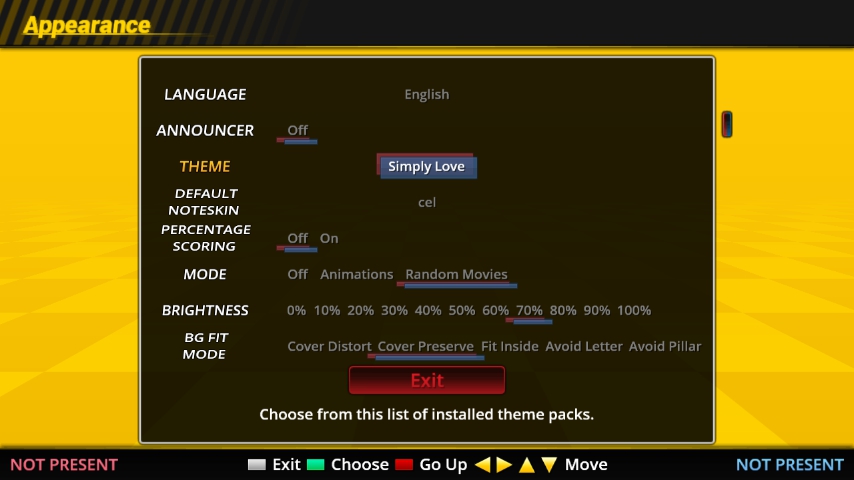 Appearance
LANGUAGE English
ANNOUNCER Off
THEME Simply Love
DEFAULT
NOTESKIN cel
PERCENTAGE
SCORING Off On
MODE Off Animations Random Movies
BRIGHTNESS 0% 10% 20% 30% 40% 50% 60% 70% 80% 90% 100%
BG FIT
MODE Cover Distort Cover Preserve Fit Inside Avoid Letter Avoid Pillar
Exit
Choose from this list of installed theme packs.
NOT PRESENT Exit Choose Go Up Move NOT PRESENT